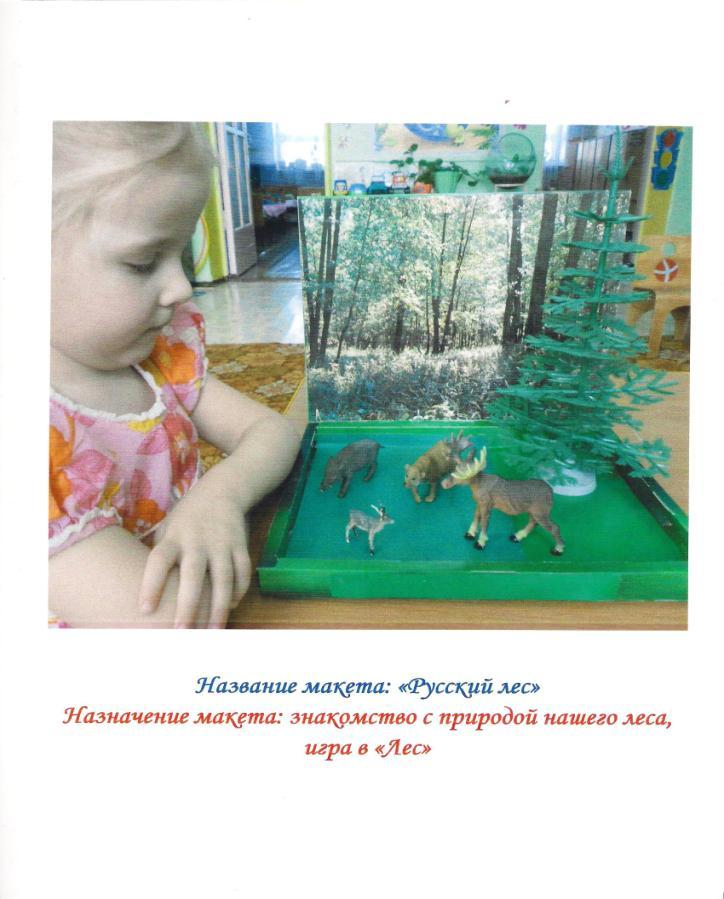 Название макета: «Русский лес»
Назначение макета: знакомство с природой нашего леса,
игра в «Лес»